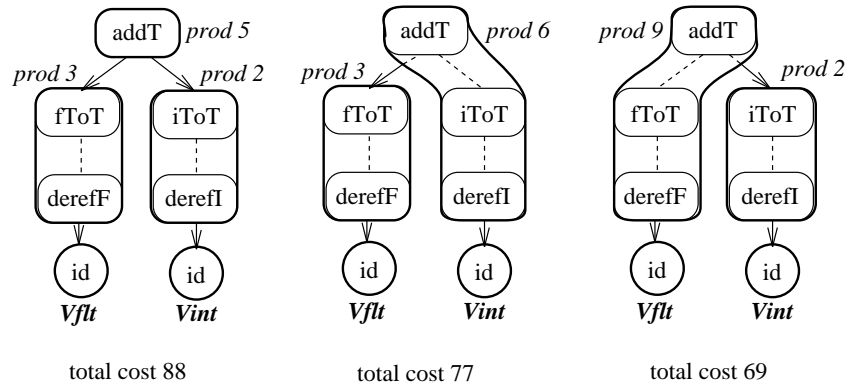 addT prod 5
prod 3 prod 2
fToT iToT
derefF derefI
id id
Vflt Vint
total cost 88
addT prod 6
prod 3
fToT iToT
derefF derefI
id id
Vflt Vint
total cost 77
prod 9 addT
prod 2
fToT iToT
derefF derefI
id id
Vflt Vint
total cost 69